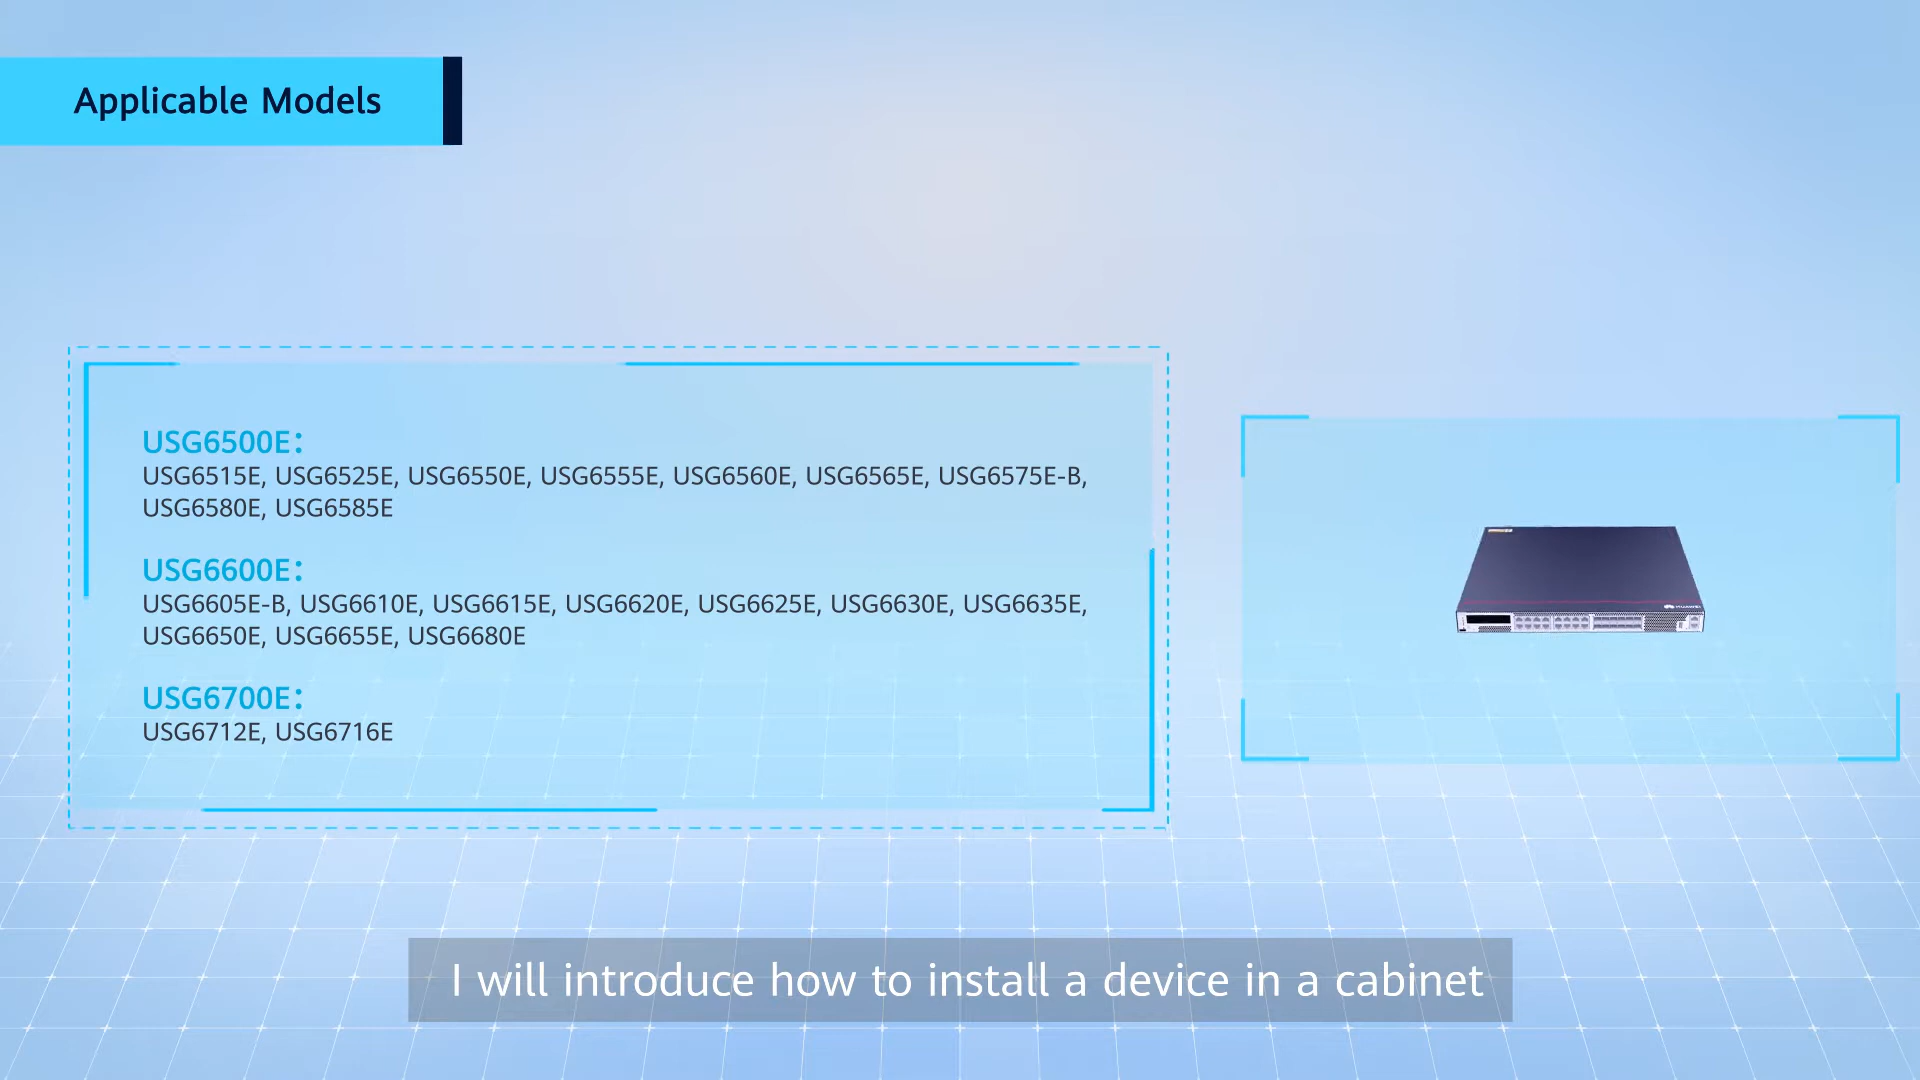 Applicable Models
USG6500E:
USG6515E, USG6525E, USG6550E, USG6555E, USG6560E, USG6565E, USG6575E-B,
USG6580E, USG6585E
USG6600E:
USG6605E-B, USG6610E, USG6615E, USG6620E, USG6625E, USG6630E, USG6635E,
USG6650E, USG6655E, USG6680E
USG6700E:
USG6712E, USG6716E
I will introduce how to install a device in a cabinet